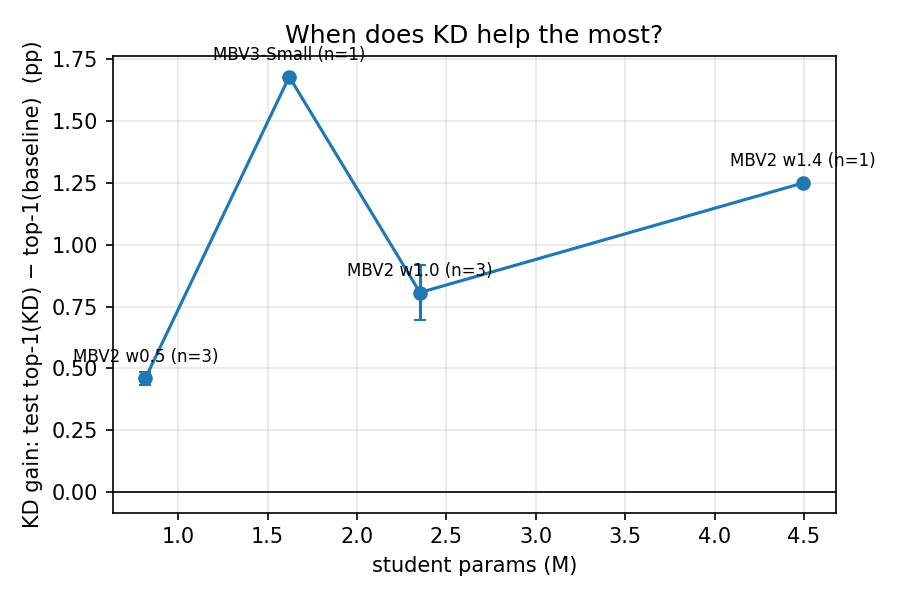 When does KD help the most?
KD gain: test top-1(KD) − top-1(baseline) (pp)
1.75
1.50
1.25
1.00
0.75
0.50
0.25
0.00
MBV3-Small (n=1)
MBV2 w1.4 (n=1)
MBV2 w1.0 (n=3)
MBV2 w0.5 (n=3)
1.0 1.5 2.0 2.5 3.0 3.5 4.0 4.5
student params (M)